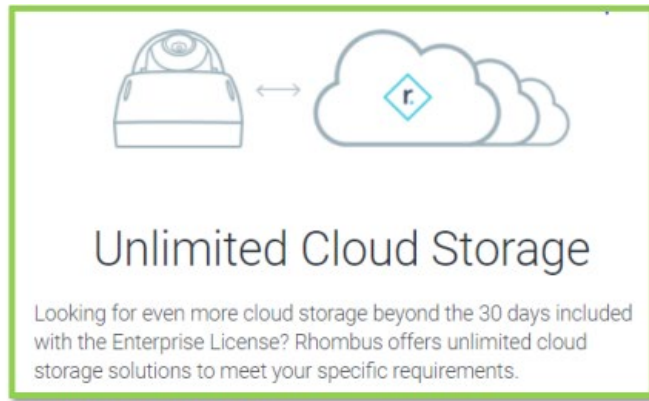 r.
Unlimited Cloud Storage
Looking for even more cloud storage beyond the 30 days included
with the Enterprise License? Rhombus offers unlimited cloud
storage solutions to meet your specific requirements.